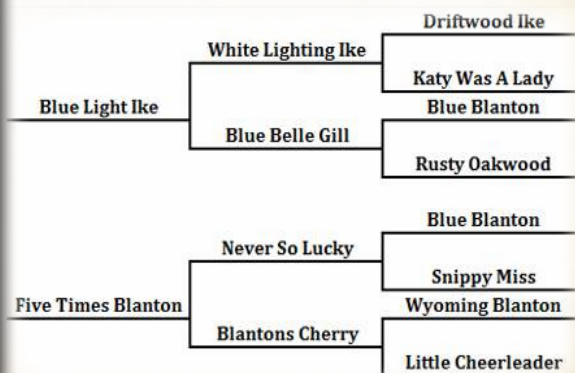 Driftwood Ike
White Lighting Ike
Katy Was A Lady
Blue Light Ike
Blue Blanton
Blue Belle Gill
Rusty Oakwood
Blue Blanton
Never So Lucky
Snippy Miss
Five Times Blanton
Wyoming Blanton
Blantons Cherry
Little Cheerleader